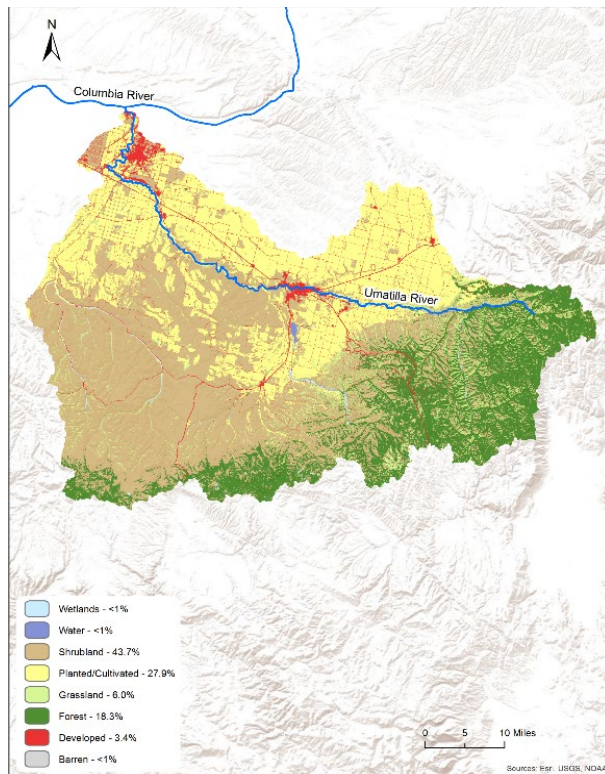 N
Columbia River
Umatilla River
Wetlands - <1%
Water - <1%
Shrubland - 43.7%
Planted/Cultivated - 27.9%
Grassland - 6.0%
Forest - 18.3%
Developed - 3.4%
Barren - <1%
0 5 10 Miles
Sources: Esri, USGS, NOAA